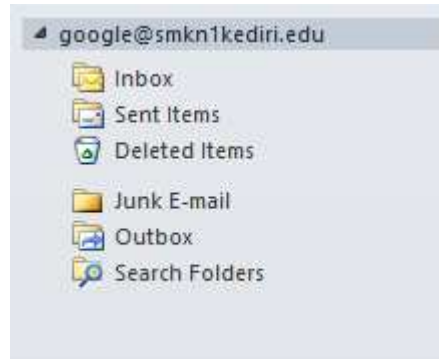 google@smkn1kediri.edu
Inbox
Sent Items
Deleted Items
Junk E-mail
Outbox
Search Folders